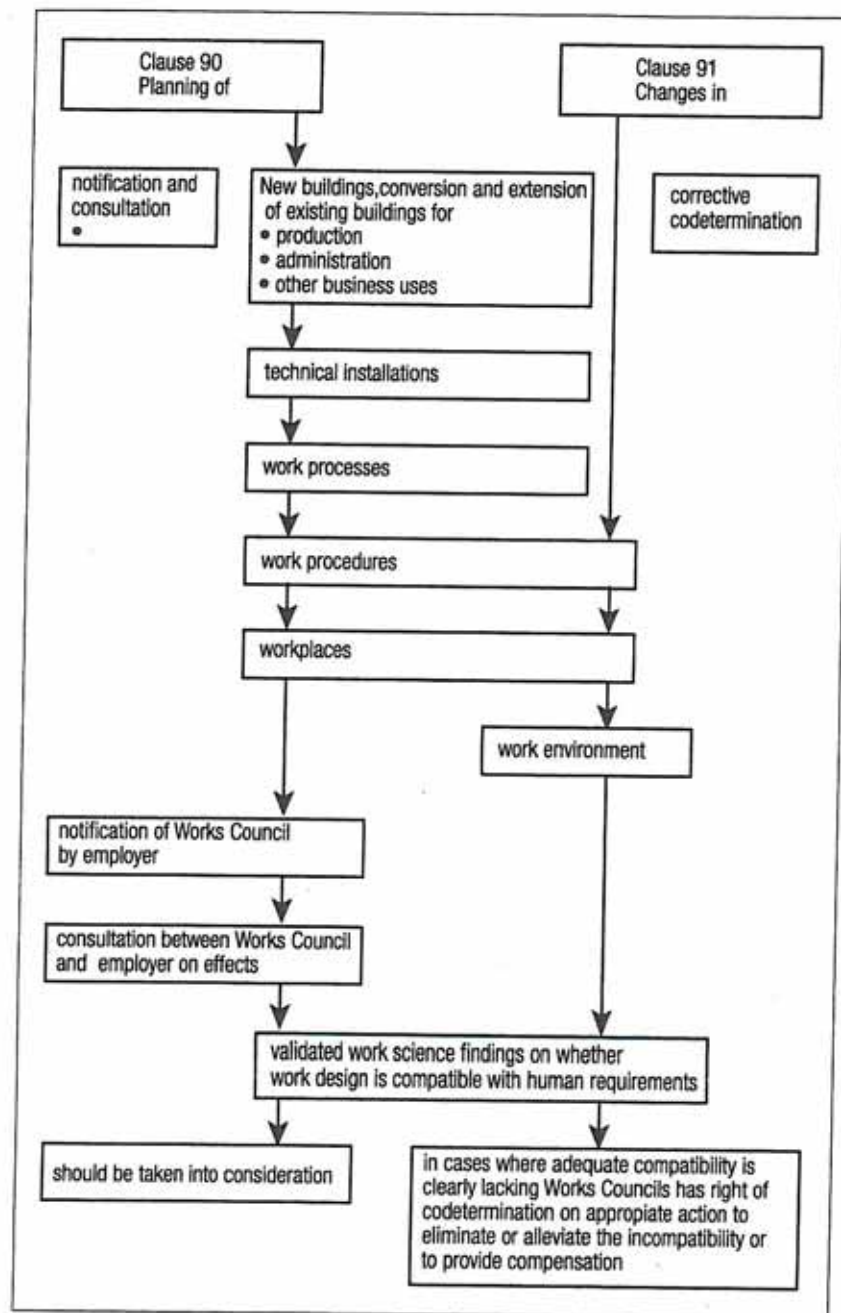 Clause 90
Planning of
Clause 91
Changes in
notification and
consultation
•
New buildings,conversion and extension
of existing buildings for
• production
• administration
• other business uses
corrective
codetermination
technical installations
work processes
work procedures
workplaces
work environment
notification of Works Council
by employer
consultation between Works Council
and employer on effects
validated work science findings on whether
work design is compatible with human requirements
should be taken into consideration
in cases where adequate compatibility is
clearly lacking Works Councils has right of
codetermination on appropiate action to
eliminate or alleviate the incompatibility or
to provide compensation